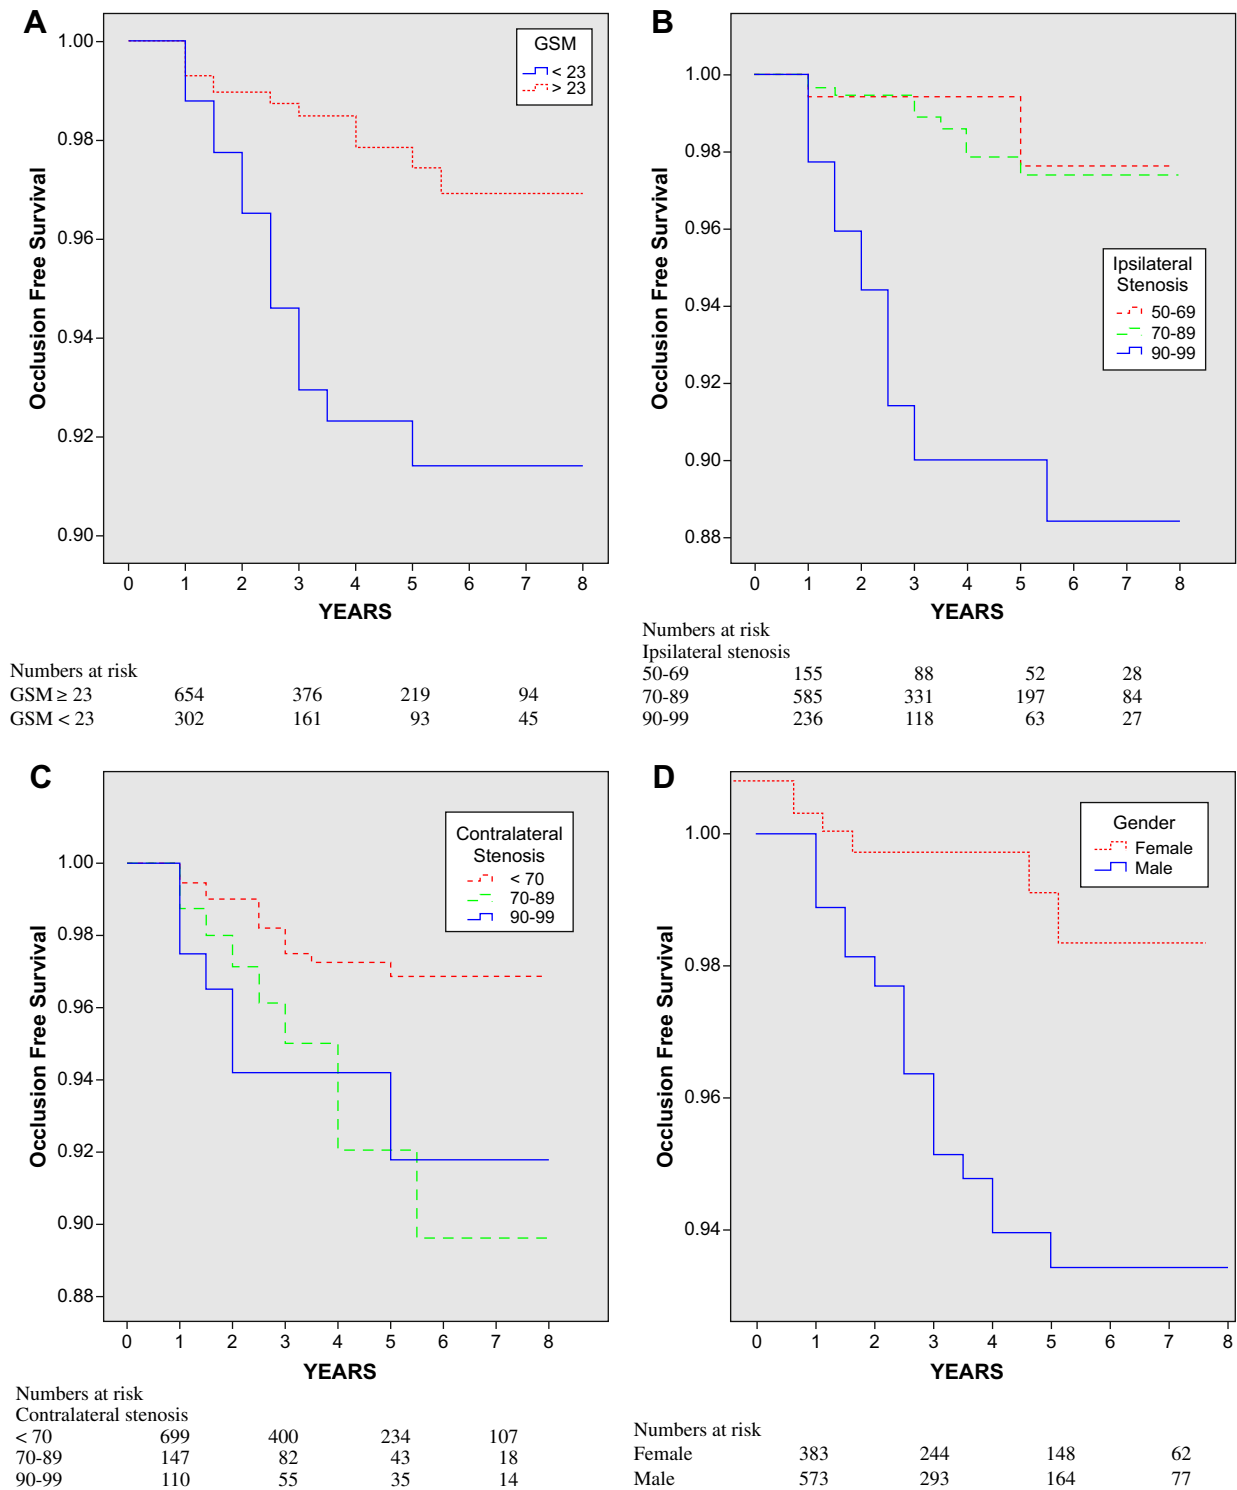 A
GSM
< 23
> 23
1.00
0.98
0.96
0.94
0.92
0.90
Occlusion Free Survival
0 1 2 3 4 5 6 7 8
YEARS
Numbers at risk
GSM ≥ 23 654 376 219 94
GSM < 23 302 161 93 45
B
1.00
0.98
0.96
0.94
0.92
0.90
0.88
Occlusion Free Survival
Ipsilateral
Stenosis
50-69
70-89
90-99
0 1 2 3 4 5 6 7 8
YEARS
Numbers at risk
Ipsilateral stenosis
50-69 155 88 52 28
70-89 585 331 197 84
90-99 236 118 63 27
C
Contralateral
Stenosis
< 70
70-89
90-99
1.00
0.98
0.96
0.94
0.92
0.90
0.88
Occlusion Free Survival
0 1 2 3 4 5 6 7 8
YEARS
Numbers at risk
Contralateral stenosis
< 70 699 400 234 107
70-89 147 82 43 18
90-99 110 55 35 14
D
Gender
Female
Male
1.00
0.98
0.96
0.94
Occlusion Free Survival
0 1 2 3 4 5 6 7 8
YEARS
Numbers at risk
Female 383 244 148 62
Male 573 293 164 77